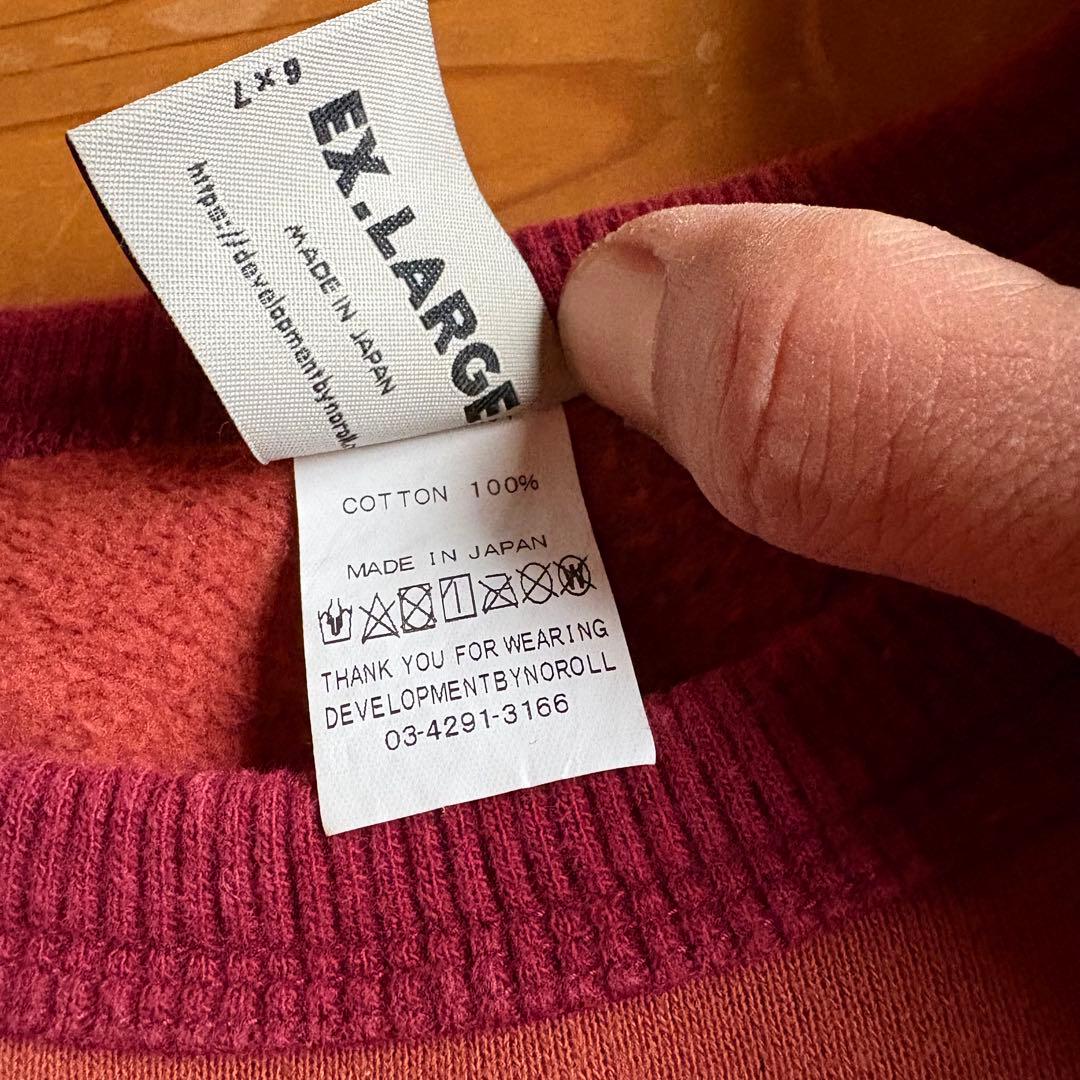 EX.LARGE
MADE IN JAPAN
COTTON 100%
MADE IN JAPAN
THANK YOU FOR WEARING
DEVELOPMENTBYNOROLL
03-4291-3166